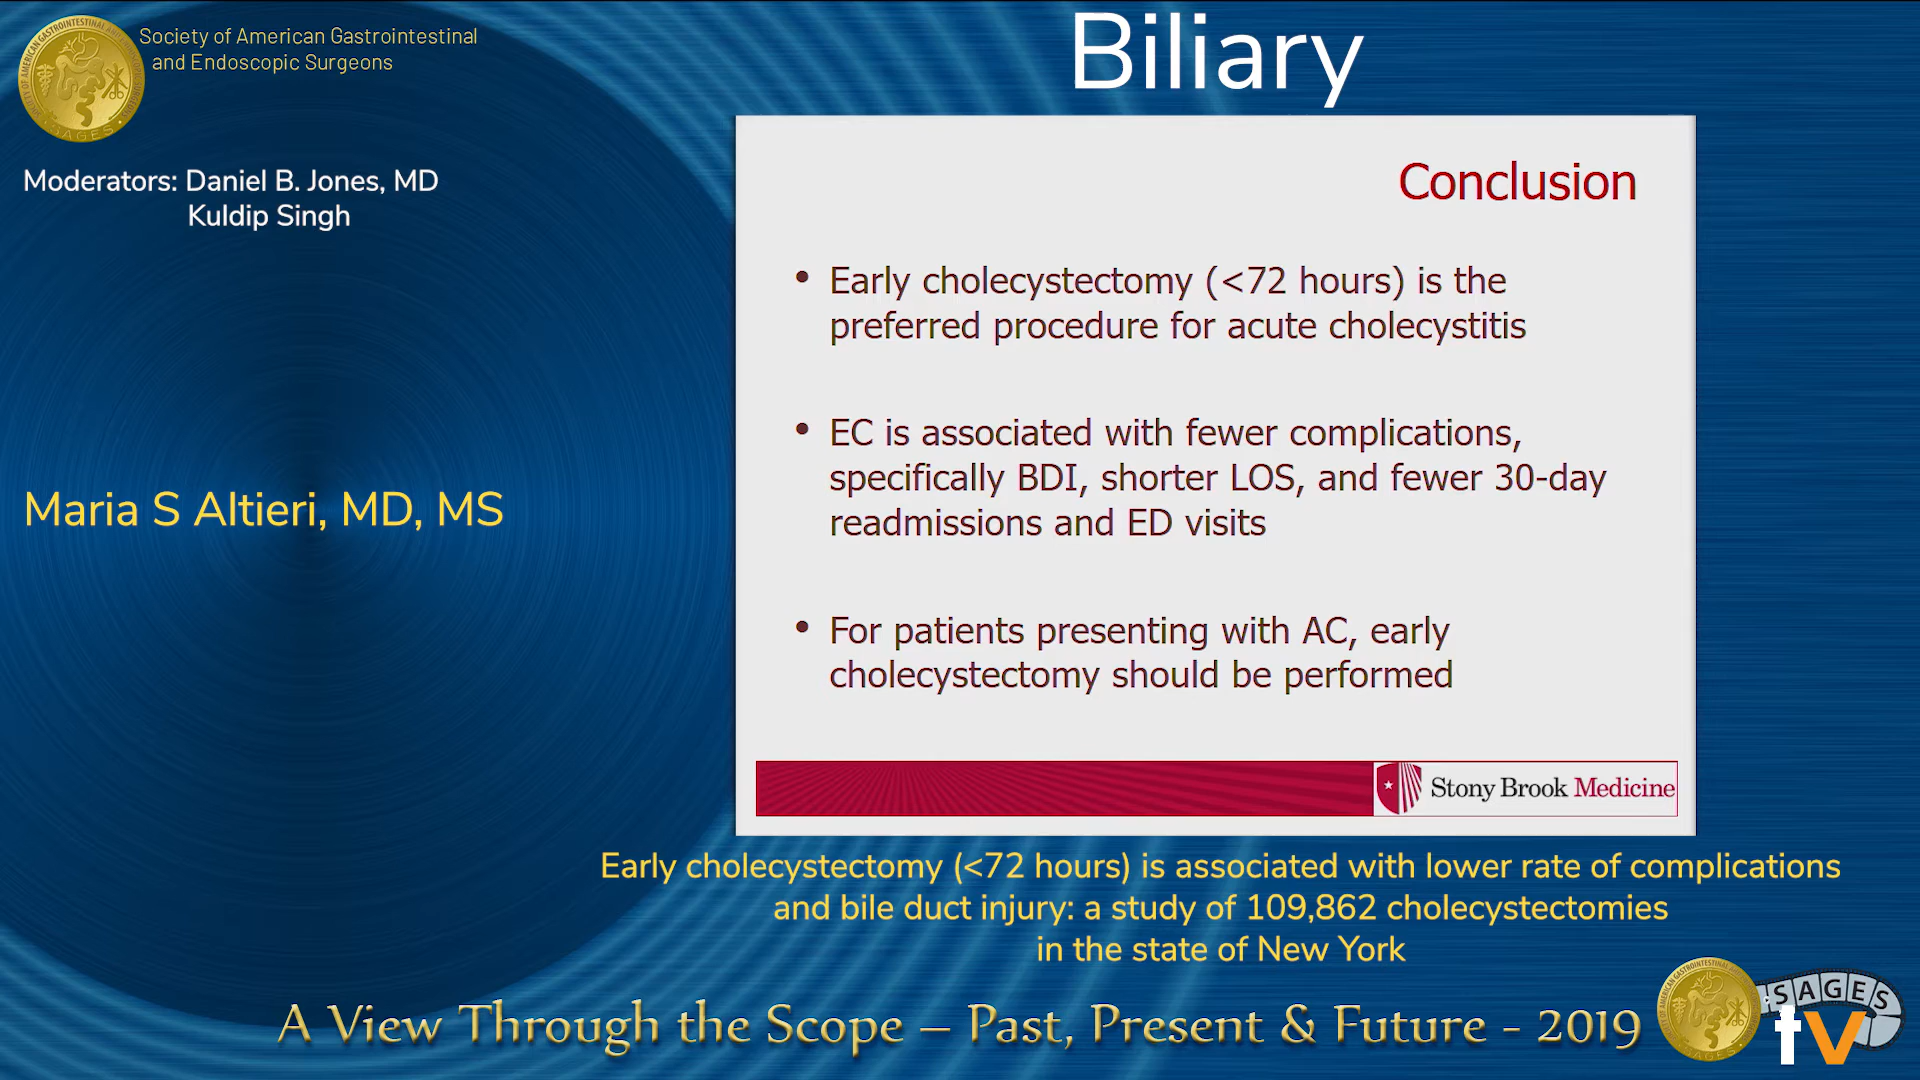 Society of American Gastrointestinal
and Endoscopic Surgeons
SAGES
Biliary
Moderators: Daniel B. Jones, MD
Kuldip Singh
Maria S Altieri, MD, MS
Conclusion
• Early cholecystectomy (<72 hours) is the
preferred procedure for acute cholecystitis
• EC is associated with fewer complications,
specifically BDI, shorter LOS, and fewer 30-day
readmissions and ED visits
• For patients presenting with AC, early
cholecystectomy should be performed
Stony Brook Medicine
Early cholecystectomy (<72 hours) is associated with lower rate of complications
and bile duct injury: a study of 109,862 cholecystectomies
in the state of New York
A View Through the Scope – Past, Present & Future - 2019
SAGES
tv